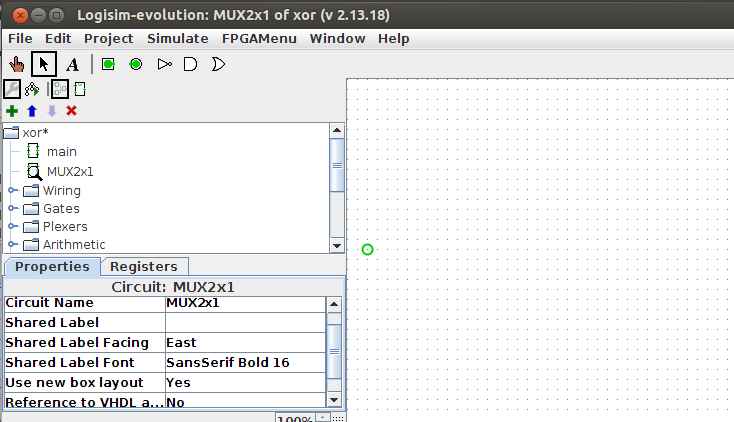 Logisim-evolution: MUX2x1 of xor (v 2.13.18)
File Edit Project Simulate FPGAMenu Window Help
A
xor*
main
MUX2x1
Wiring
Gates
Plexers
Arithmetic
Properties Registers
Circuit: MUX2x1
Circuit Name MUX2x1
Shared Label
Shared Label Facing East
Shared Label Font SansSerif Bold 16
Use new box layout Yes
Reference to VHDL a... No
100%